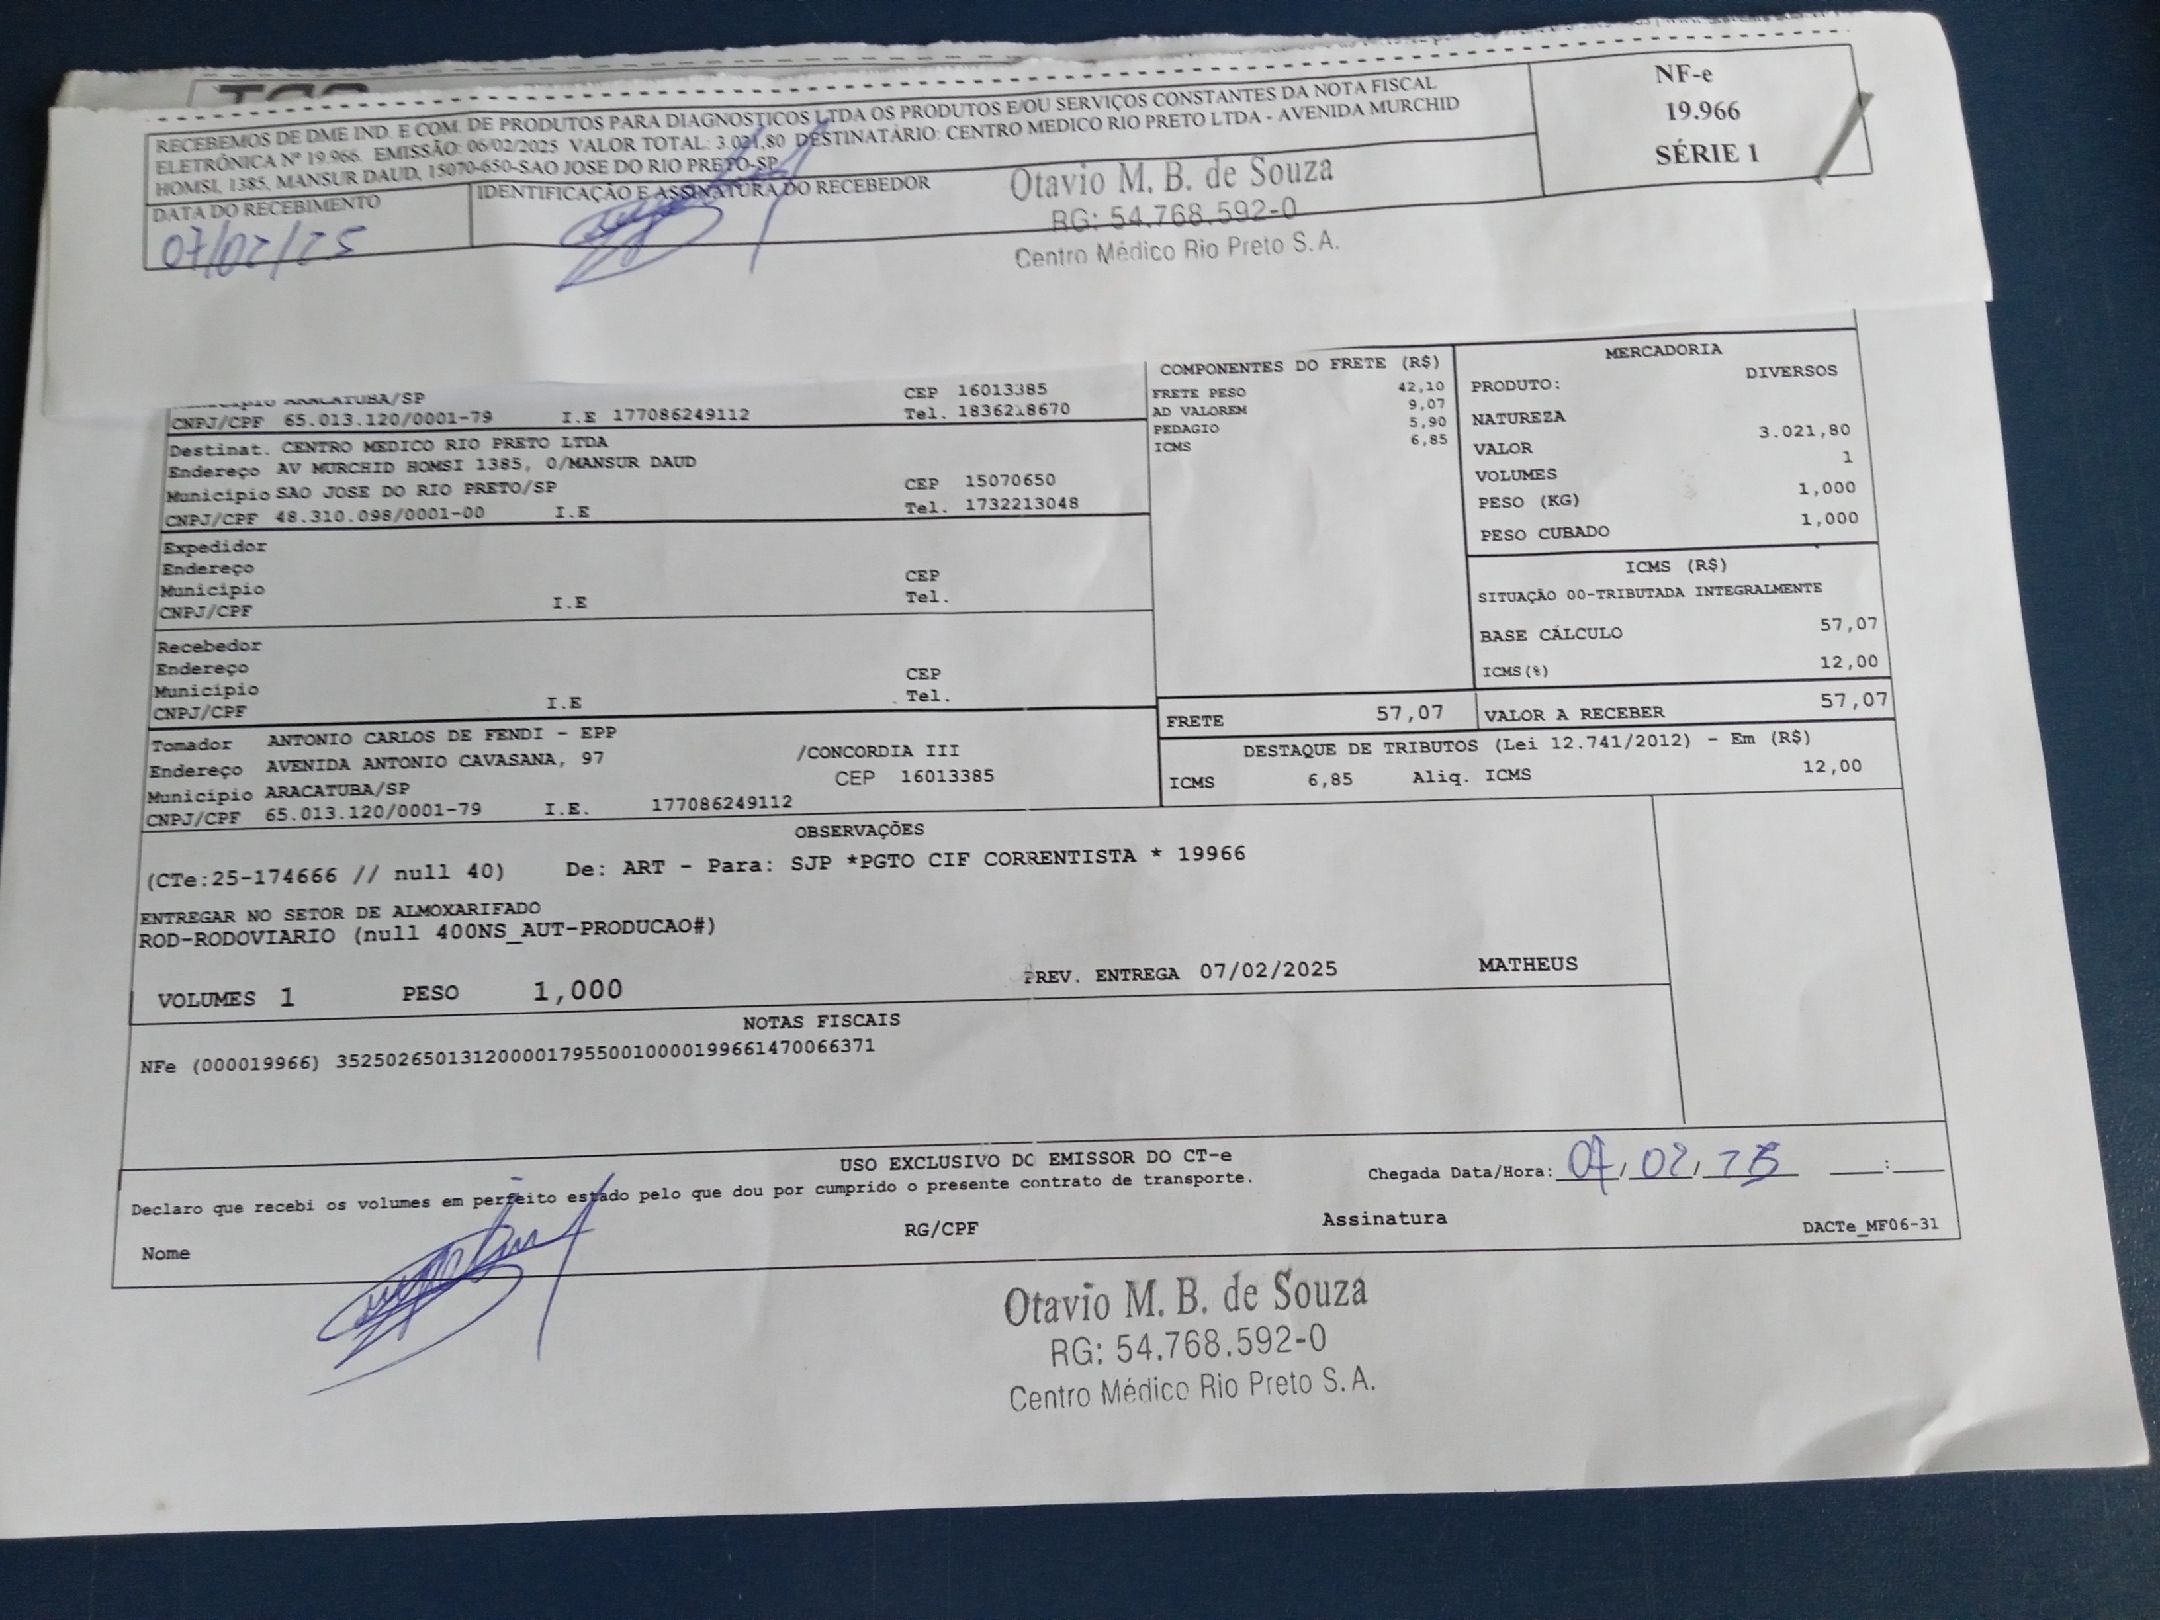 RECEBEMOS DE DME IND. E COM. DE PRODUTOS PARA DIAGNOSTICOS LTDA OS PRODUTOS E/OU SERVIÇOS CONSTANTES DA NOTA FISCAL
ELETRÔNICA Nº 19.966. EMISSÃO: 06/02/2025 VALOR TOTAL: 3.021,80 DESTINATÁRIO: CENTRO MEDICO RIO PRETO LTDA - AVENIDA MURCHID
HOMSI, 1385, MANSUR DAUD, 15070-650-SAO JOSE DO RIO PRETO-SP
NF-e
19.966
SÉRIE 1
DATA DO RECEBIMENTO
07/02/25
IDENTIFICAÇÃO E ASSINATURA DO RECEBEDOR
Otavio M. B. de Souza
RG: 54.768.592-0
Centro Médico Rio Preto S.A.
Município ARACATUBA/SP CEP 16013385
CNPJ/CPF 65.013.120/0001-79 I.E 177086249112 Tel. 1836218670
Destinat. CENTRO MEDICO RIO PRETO LTDA
Endereço AV MURCHID HOMSI 1385, 0/MANSUR DAUD
Município SAO JOSE DO RIO PRETO/SP CEP 15070650
CNPJ/CPF 48.310.098/0001-00 I.E Tel. 1732213048
Expedidor
Endereço
Município CEP
CNPJ/CPF I.E Tel.
Recebedor
Endereço
Município CEP
CNPJ/CPF I.E Tel.
Tomador ANTONIO CARLOS DE FENDI - EPP
Endereço AVENIDA ANTONIO CAVASANA, 97 /CONCORDIA III
Município ARACATUBA/SP CEP 16013385
CNPJ/CPF 65.013.120/0001-79 I.E. 177086249112
COMPONENTES DO FRETE (R$)
FRETE PESO 42,10
AD VALOREM 9,07
PEDAGIO 5,90
ICMS 6,85
FRETE 57,07
MERCADORIA
PRODUTO: DIVERSOS
NATUREZA
VALOR 3.021,80
VOLUMES 1
PESO (KG) 1,000
PESO CUBADO 1,000
ICMS (R$)
SITUAÇÃO 00-TRIBUTADA INTEGRALMENTE
BASE CÁLCULO 57,07
ICMS(%) 12,00
VALOR A RECEBER 57,07
DESTAQUE DE TRIBUTOS (Lei 12.741/2012) - Em (R$)
ICMS 6,85 Aliq. ICMS 12,00
OBSERVAÇÕES
(CTe:25-174666 // null 40) De: ART - Para: SJP *PGTO CIF CORRENTISTA * 19966
ENTREGAR NO SETOR DE ALMOXARIFADO
ROD-RODOVIARIO (null 400NS_AUT-PRODUCAO#)
VOLUMES 1 PESO 1,000 PREV. ENTREGA 07/02/2025 MATHEUS
NOTAS FISCAIS
NFe (000019966) 35250265013120000179550010000199661470066371
USO EXCLUSIVO DO EMISSOR DO CT-e
Declaro que recebi os volumes em perfeito estado pelo que dou por cumprido o presente contrato de transporte.
Chegada Data/Hora: 07/02/25 __:__
Nome RG/CPF Assinatura DACTe_MF06-31
Otavio M. B. de Souza
RG: 54.768.592-0
Centro Médico Rio Preto S.A.